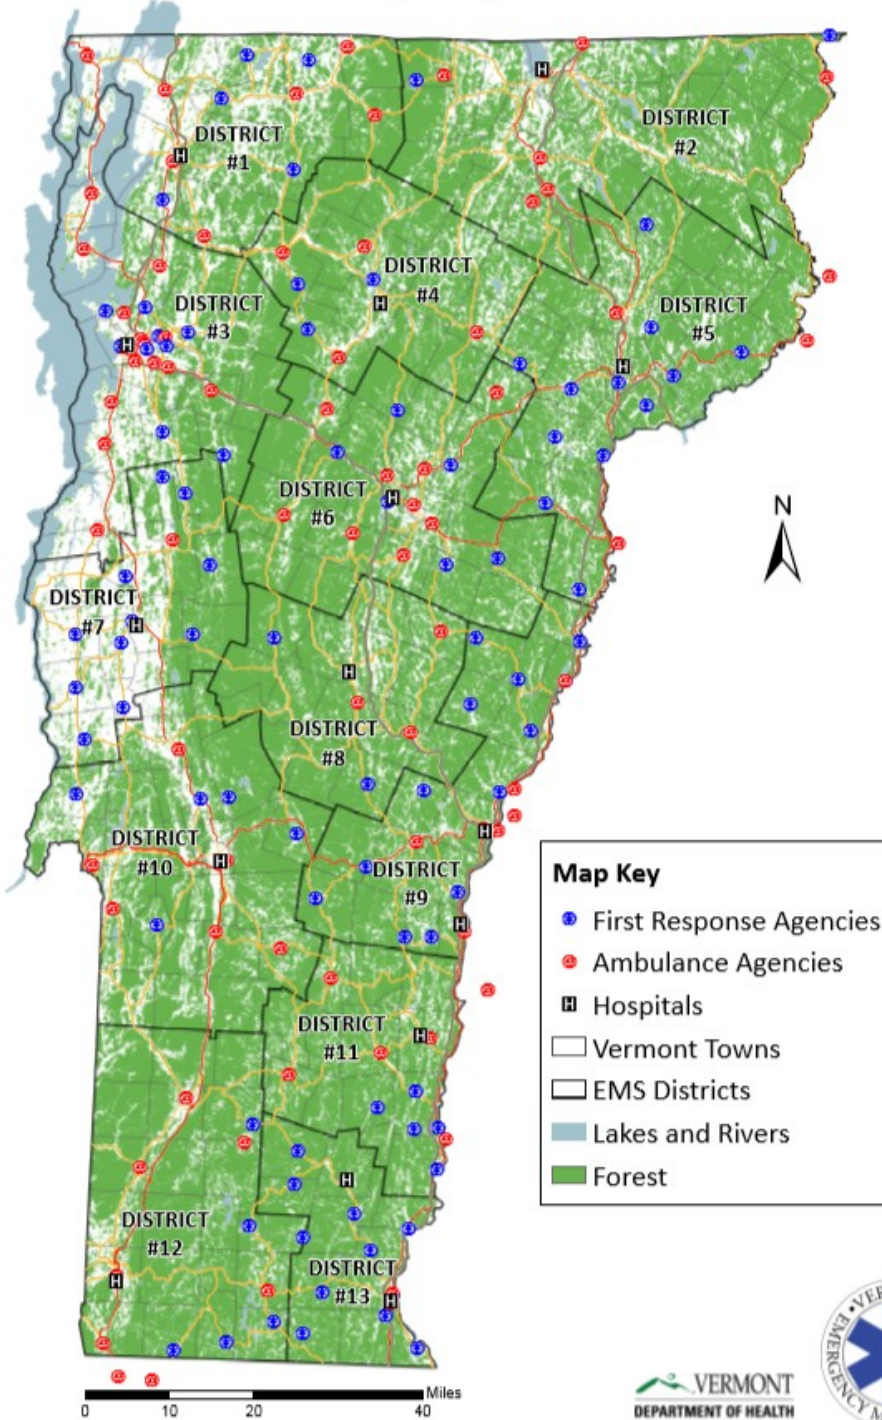 DISTRICT
#1
DISTRICT
#2
DISTRICT
#3
DISTRICT
#4
DISTRICT
#5
DISTRICT
#6
DISTRICT
#7
DISTRICT
#8
DISTRICT
#9
DISTRICT
#10
DISTRICT
#11
DISTRICT
#12
DISTRICT
#13
H
H
H
H
H
H
H
H
H
H
H
H
H
H
N
Map Key
First Response Agencies
Ambulance Agencies
H Hospitals
Vermont Towns
EMS Districts
Lakes and Rivers
Forest
Miles
0 10 20 40
VERMONT
DEPARTMENT OF HEALTH